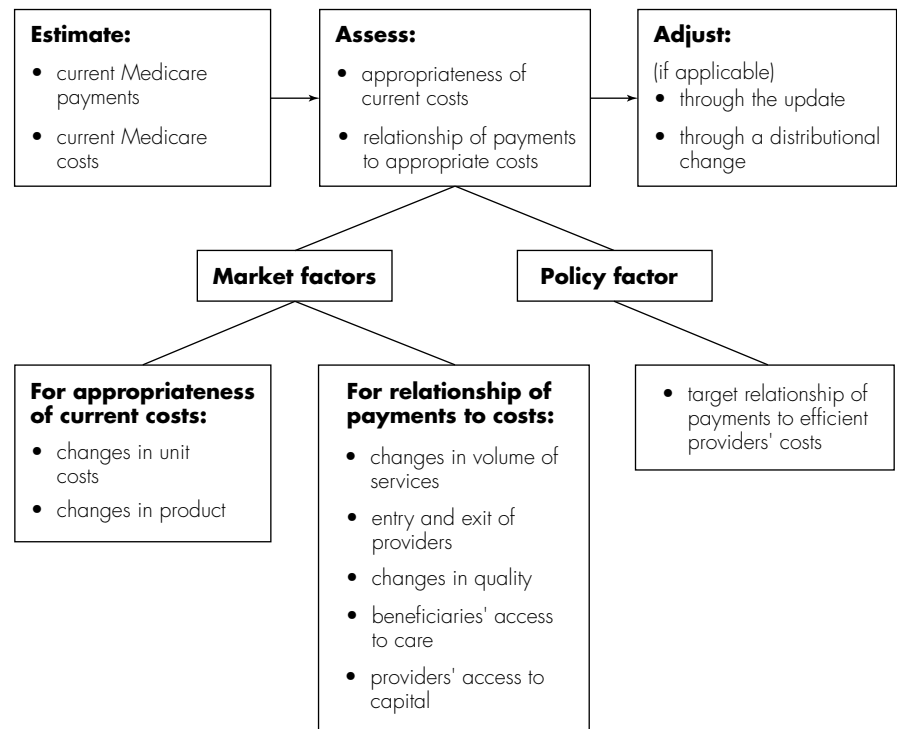 Estimate:
• current Medicare
payments
• current Medicare
costs
Assess:
• appropriateness of
current costs
• relationship of payments
to appropriate costs
Adjust:
(if applicable)
• through the update
• through a distributional
change
Market factors
Policy factor
For appropriateness
of current costs:
• changes in unit
costs
• changes in product
For relationship of
payments to costs:
• changes in volume of
services
• entry and exit of
providers
• changes in quality
• beneficiaries' access
to care
• providers' access to
capital
• target relationship of
payments to efficient
providers' costs